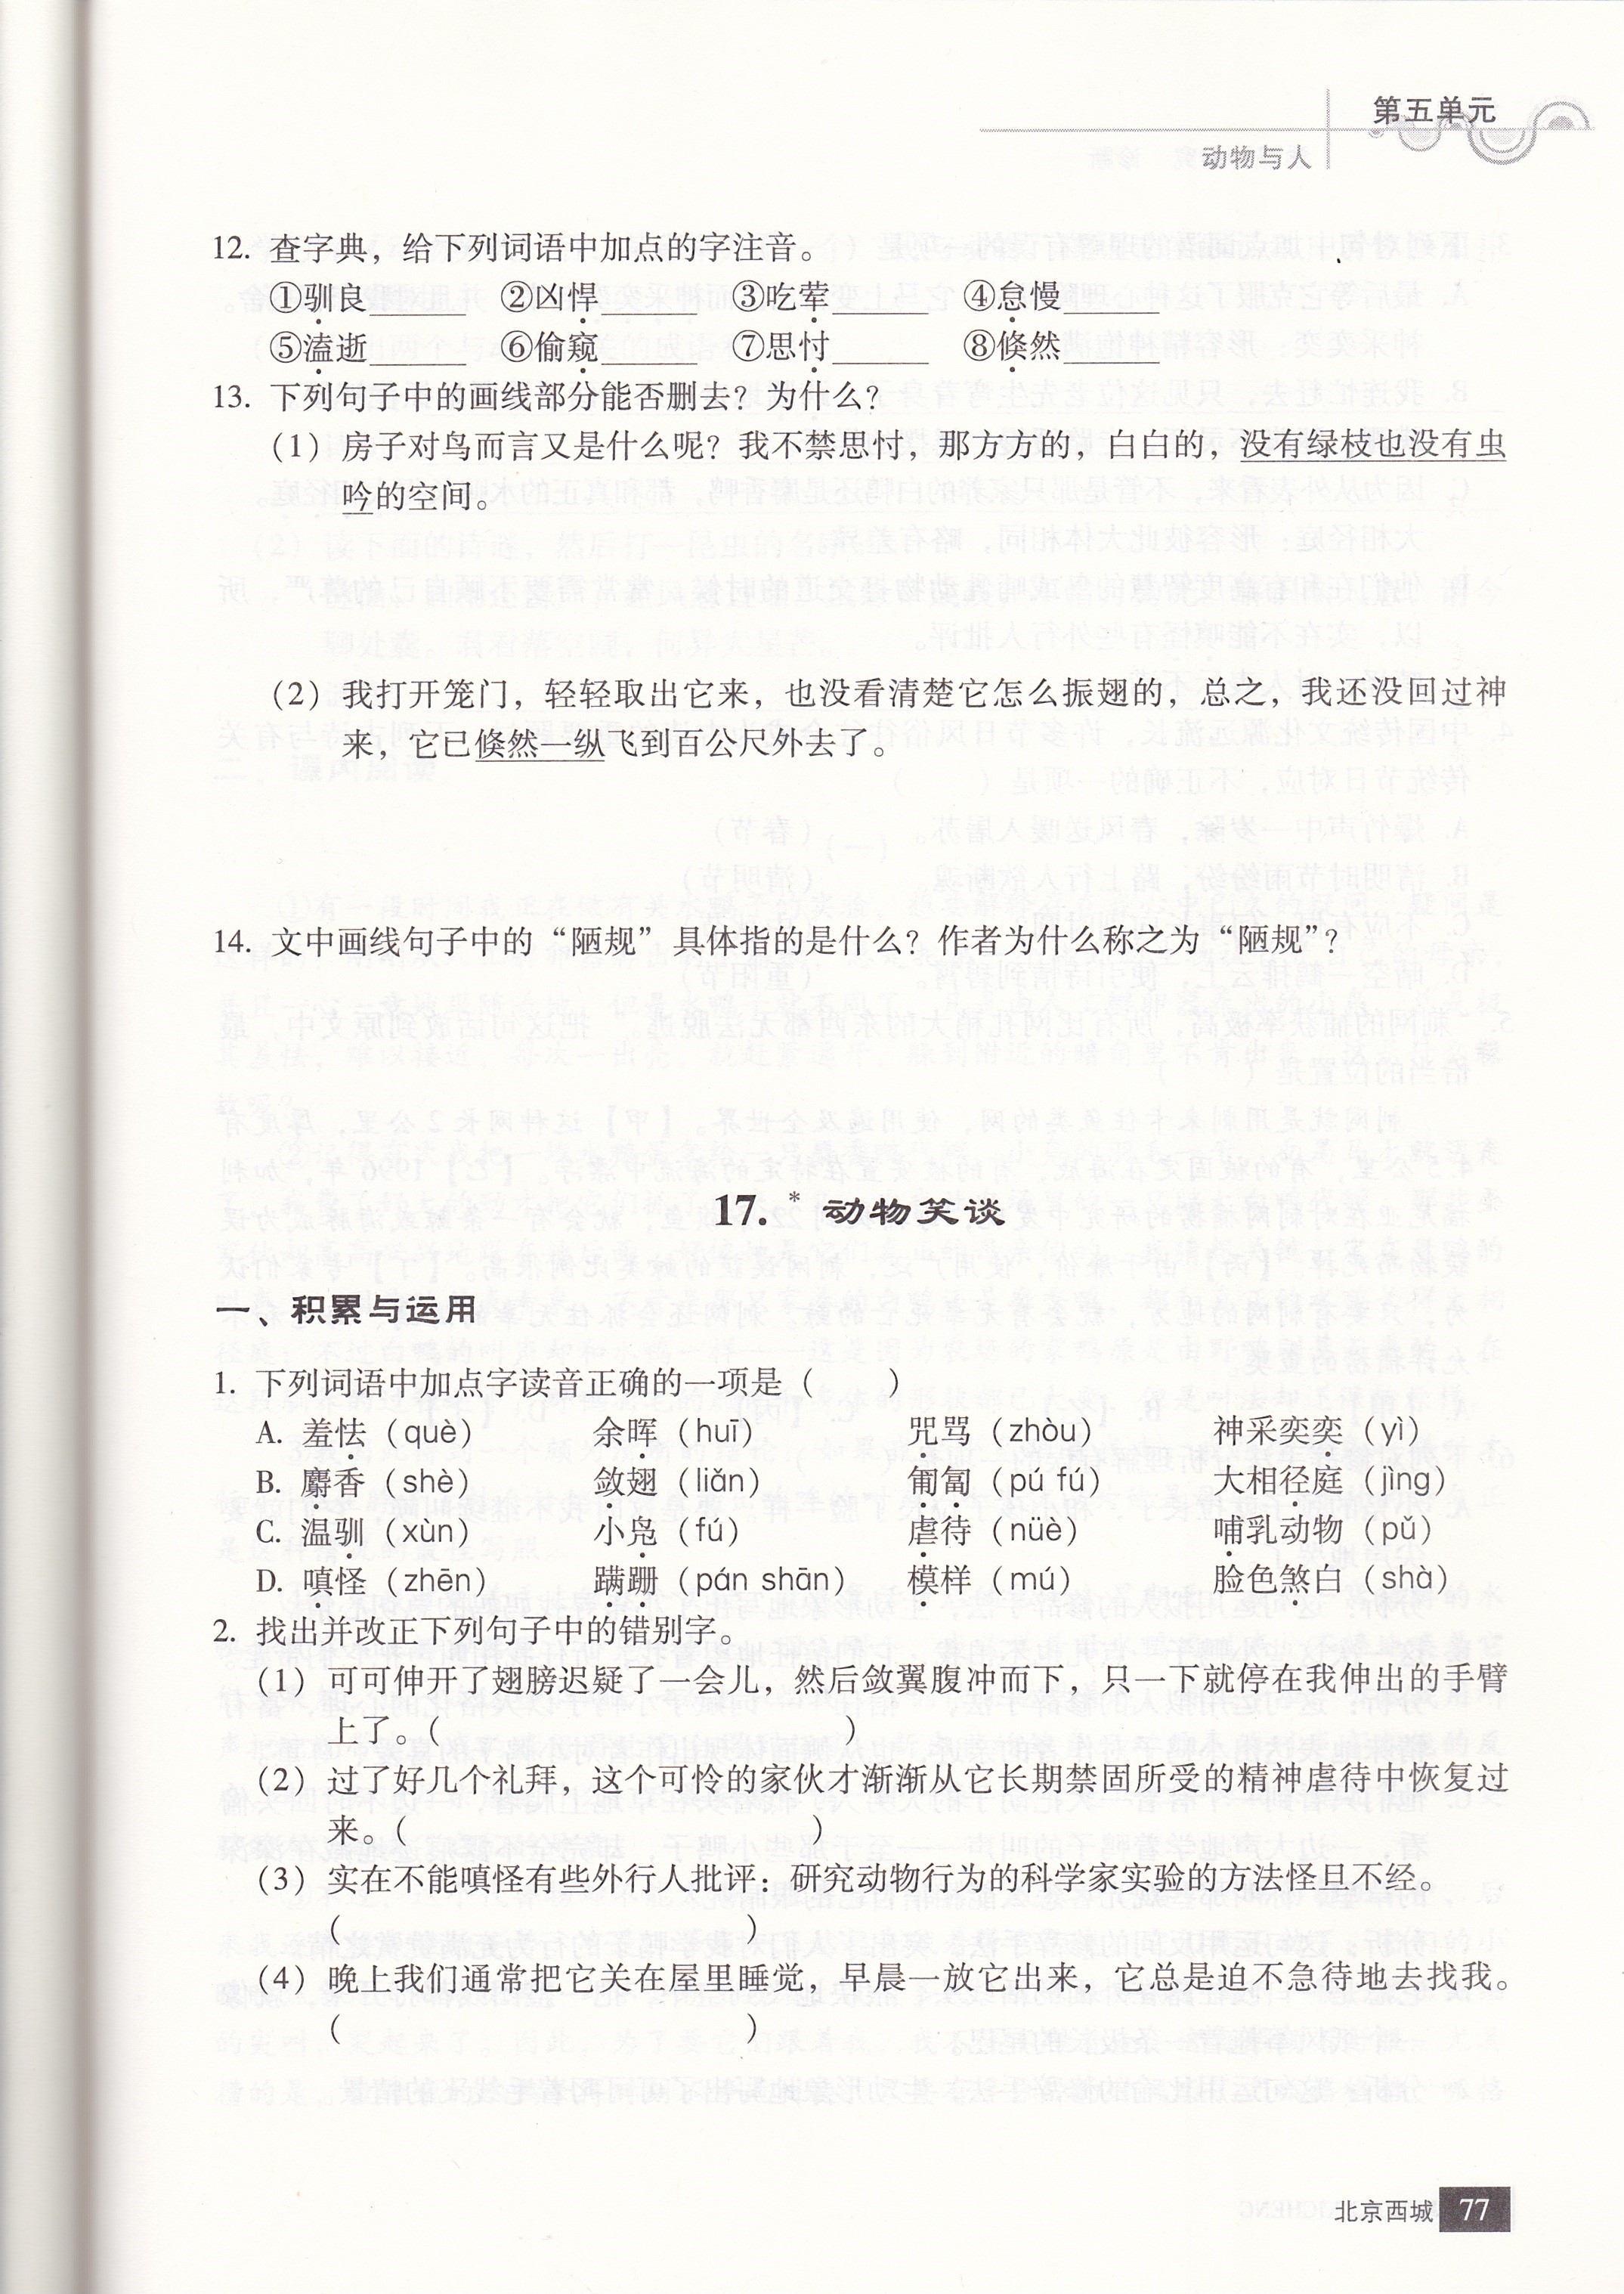 第五单元
动物与人
12. 查字典，给下列词语中加点的字注音。
①驯良______ ②凶悍______ ③吃荤______ ④怠慢______
⑤溘逝______ ⑥偷窥______ ⑦思忖______ ⑧倏然______
13. 下列句子中的画线部分能否删去？为什么？
（1）房子对鸟而言又是什么呢？我不禁思忖，那方方的，白白的，没有绿枝也没有虫
吟的空间。
（2）我打开笼门，轻轻取出它来，也没看清楚它怎么振翅的，总之，我还没回过神
来，它已倏然一纵飞到百公尺外去了。
14. 文中画线句子中的“陋规”具体指的是什么？作者为什么称之为“陋规”？
17.* 动物笑谈
一、积累与运用
1. 下列词语中加点字读音正确的一项是（　　）
A. 羞怯（què） 余晖（huī） 咒骂（zhòu） 神采奕奕（yì）
B. 麝香（shè） 敛翅（liǎn） 匍匐（pú fú） 大相径庭（jìng）
C. 温驯（xùn） 小凫（fú） 虐待（nüè） 哺乳动物（pǔ）
D. 嗔怪（zhēn） 蹒跚（pán shān） 模样（mú） 脸色煞白（shà）
2. 找出并改正下列句子中的错别字。
（1）可可伸开了翅膀迟疑了一会儿，然后敛翼腹冲而下，只一下就停在我伸出的手臂
上了。（　　　　）
（2）过了好几个礼拜，这个可怜的家伙才渐渐从它长期禁固所受的精神虐待中恢复过
来。（　　　　）
（3）实在不能嗔怪有些外行人批评：研究动物行为的科学家实验的方法怪旦不经。
（　　　　）
（4）晚上我们通常把它关在屋里睡觉，早晨一放它出来，它总是迫不急待地去找我。
（　　　　）
北京西城 77